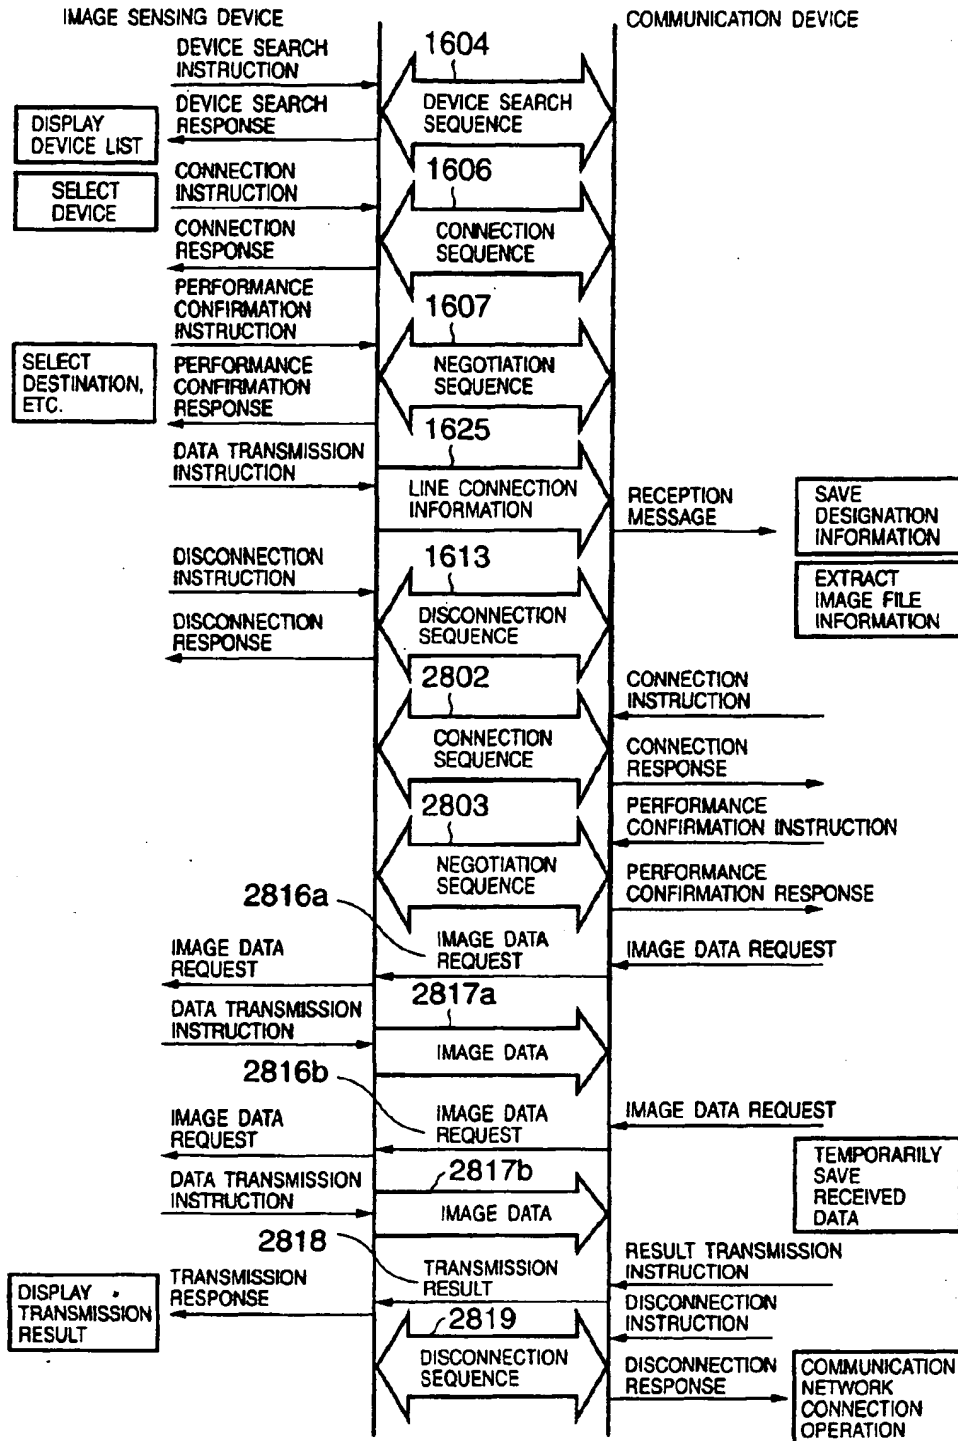 IMAGE SENSING DEVICE
COMMUNICATION DEVICE
DEVICE SEARCH
INSTRUCTION
1604
DEVICE SEARCH
SEQUENCE
DEVICE SEARCH
RESPONSE
DISPLAY
DEVICE LIST
CONNECTION
INSTRUCTION
1606
SELECT
DEVICE
CONNECTION
SEQUENCE
CONNECTION
RESPONSE
PERFORMANCE
CONFIRMATION
INSTRUCTION
1607
NEGOTIATION
SEQUENCE
SELECT
DESTINATION,
ETC.
PERFORMANCE
CONFIRMATION
RESPONSE
1625
DATA TRANSMISSION
INSTRUCTION
LINE CONNECTION
INFORMATION
RECEPTION
MESSAGE
SAVE
DESIGNATION
INFORMATION
DISCONNECTION
INSTRUCTION
1613
EXTRACT
IMAGE FILE
INFORMATION
DISCONNECTION
SEQUENCE
DISCONNECTION
RESPONSE
2802
CONNECTION
INSTRUCTION
CONNECTION
SEQUENCE
CONNECTION
RESPONSE
2803
PERFORMANCE
CONFIRMATION INSTRUCTION
NEGOTIATION
SEQUENCE
PERFORMANCE
CONFIRMATION RESPONSE
2816a
IMAGE DATA
REQUEST
IMAGE DATA
REQUEST
IMAGE DATA REQUEST
2817a
DATA TRANSMISSION
INSTRUCTION
IMAGE DATA
2816b
IMAGE DATA
REQUEST
IMAGE DATA
REQUEST
IMAGE DATA REQUEST
2817b
DATA TRANSMISSION
INSTRUCTION
IMAGE DATA
TEMPORARILY
SAVE
RECEIVED
DATA
2818
TRANSMISSION
RESULT
RESULT TRANSMISSION
INSTRUCTION
DISPLAY
TRANSMISSION
RESULT
TRANSMISSION
RESPONSE
DISCONNECTION
INSTRUCTION
2819
DISCONNECTION
SEQUENCE
DISCONNECTION
RESPONSE
COMMUNICATION
NETWORK
CONNECTION
OPERATION